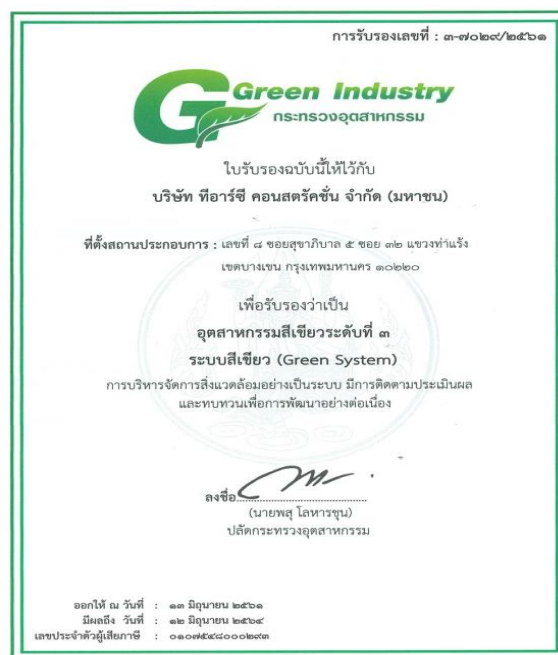 การรับรองเลขที่ : ๓-๗๐๒๙/๒๕๖๑
Green Industry
กระทรวงอุตสาหกรรม
ใบรับรองฉบับนี้ให้ไว้กับ
บริษัท ทีอาร์ซี คอนสตรัคชั่น จำกัด (มหาชน)
ที่ตั้งสถานประกอบการ : เลขที่ ๘ ซอยสุขาภิบาล ๕ ซอย ๓๒ แขวงท่าแร้ง
เขตบางเขน กรุงเทพมหานคร ๑๐๒๒๐
เพื่อรับรองว่าเป็น
อุตสาหกรรมสีเขียวระดับที่ ๓
ระบบสีเขียว (Green System)
การบริหารจัดการสิ่งแวดล้อมอย่างเป็นระบบ มีการติดตามประเมินผล
และทบทวนเพื่อการพัฒนาอย่างต่อเนื่อง
ลงชื่อ
(นายพสุ โลหารชุน)
ปลัดกระทรวงอุตสาหกรรม
ออกให้ ณ วันที่ : ๑๓ มิถุนายน ๒๕๖๑
มีผลถึง วันที่ : ๑๒ มิถุนายน ๒๕๖๔
เลขประจำตัวผู้เสียภาษี : ๐๑๐๗๕๔๘๐๐๐๒๙๓